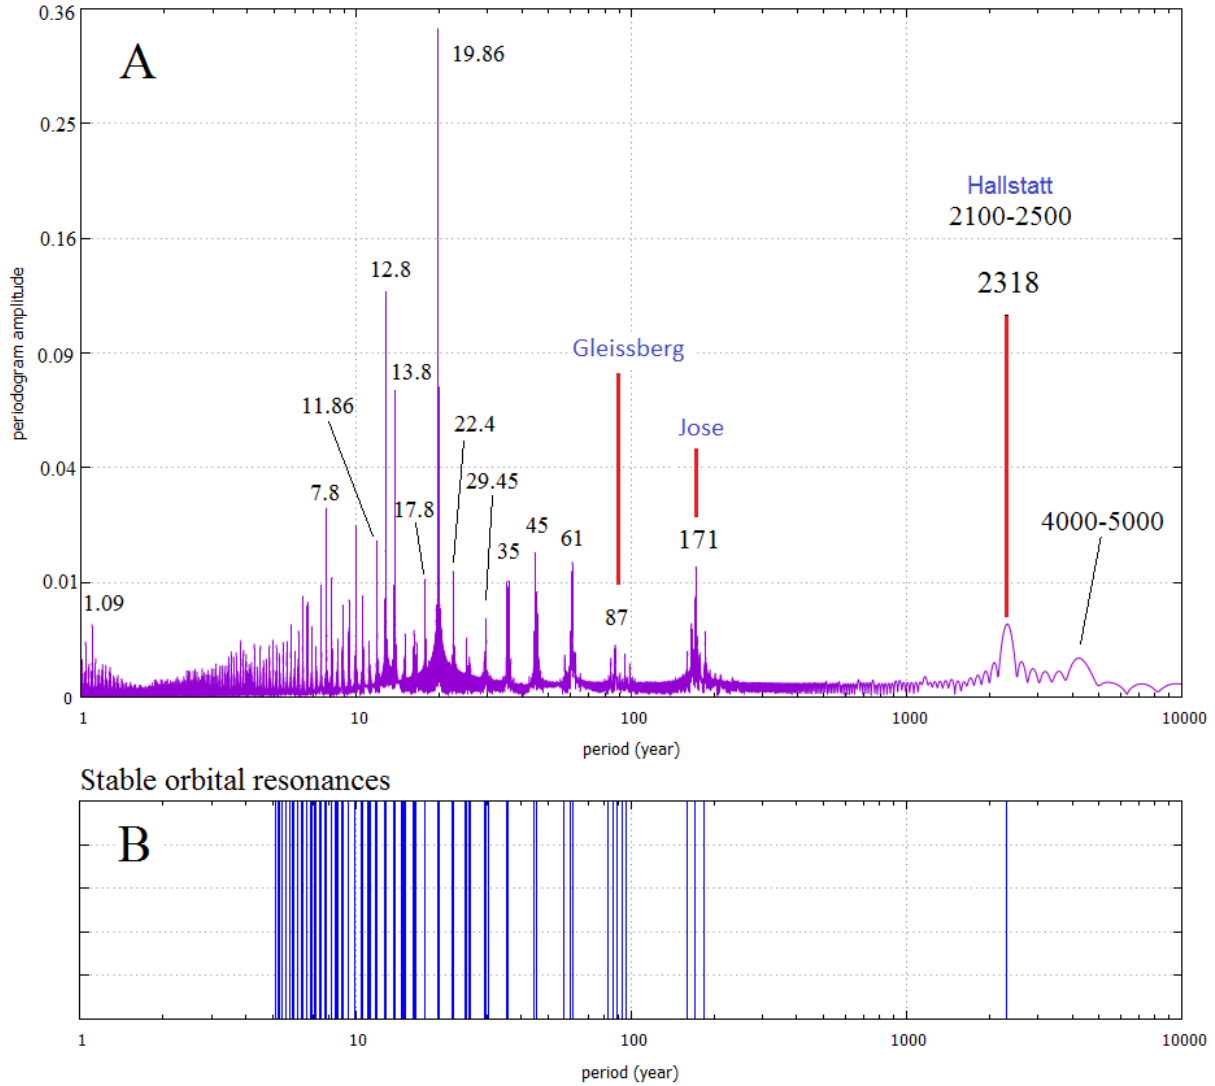 A
0.36
0.25
0.16
0.09
0.04
0.01
0
periodogram amplitude
19.86
12.8
13.8
11.86
7.8
17.8
22.4
29.45
35
45
61
1.09
Gleissberg
87
Jose
171
Hallstatt
2100-2500
2318
4000-5000
1 10 100 1000 10000
period (year)
Stable orbital resonances
B
1 10 100 1000 10000
period (year)